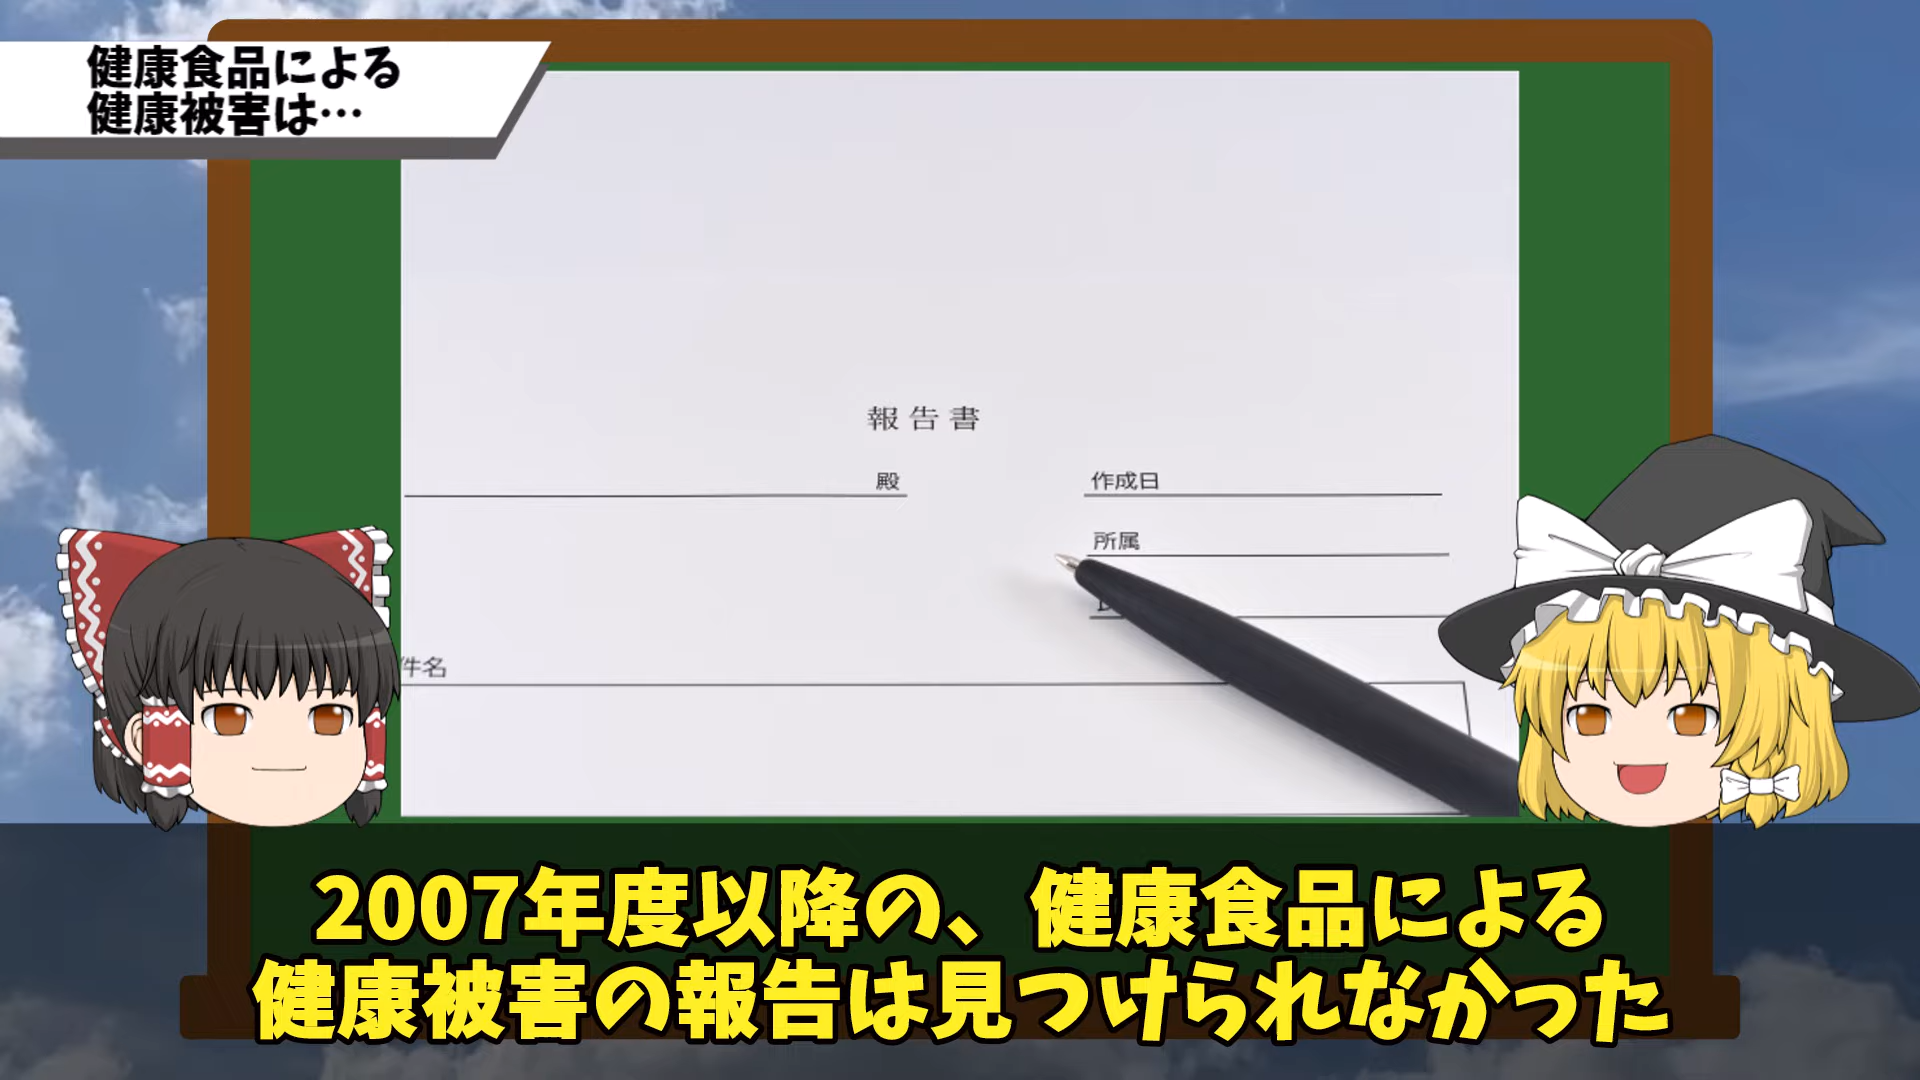 健康食品による
健康被害は…
報告書
殿
作成日
所属
件名
2007年度以降の、健康食品による
健康被害の報告は見つけられなかった